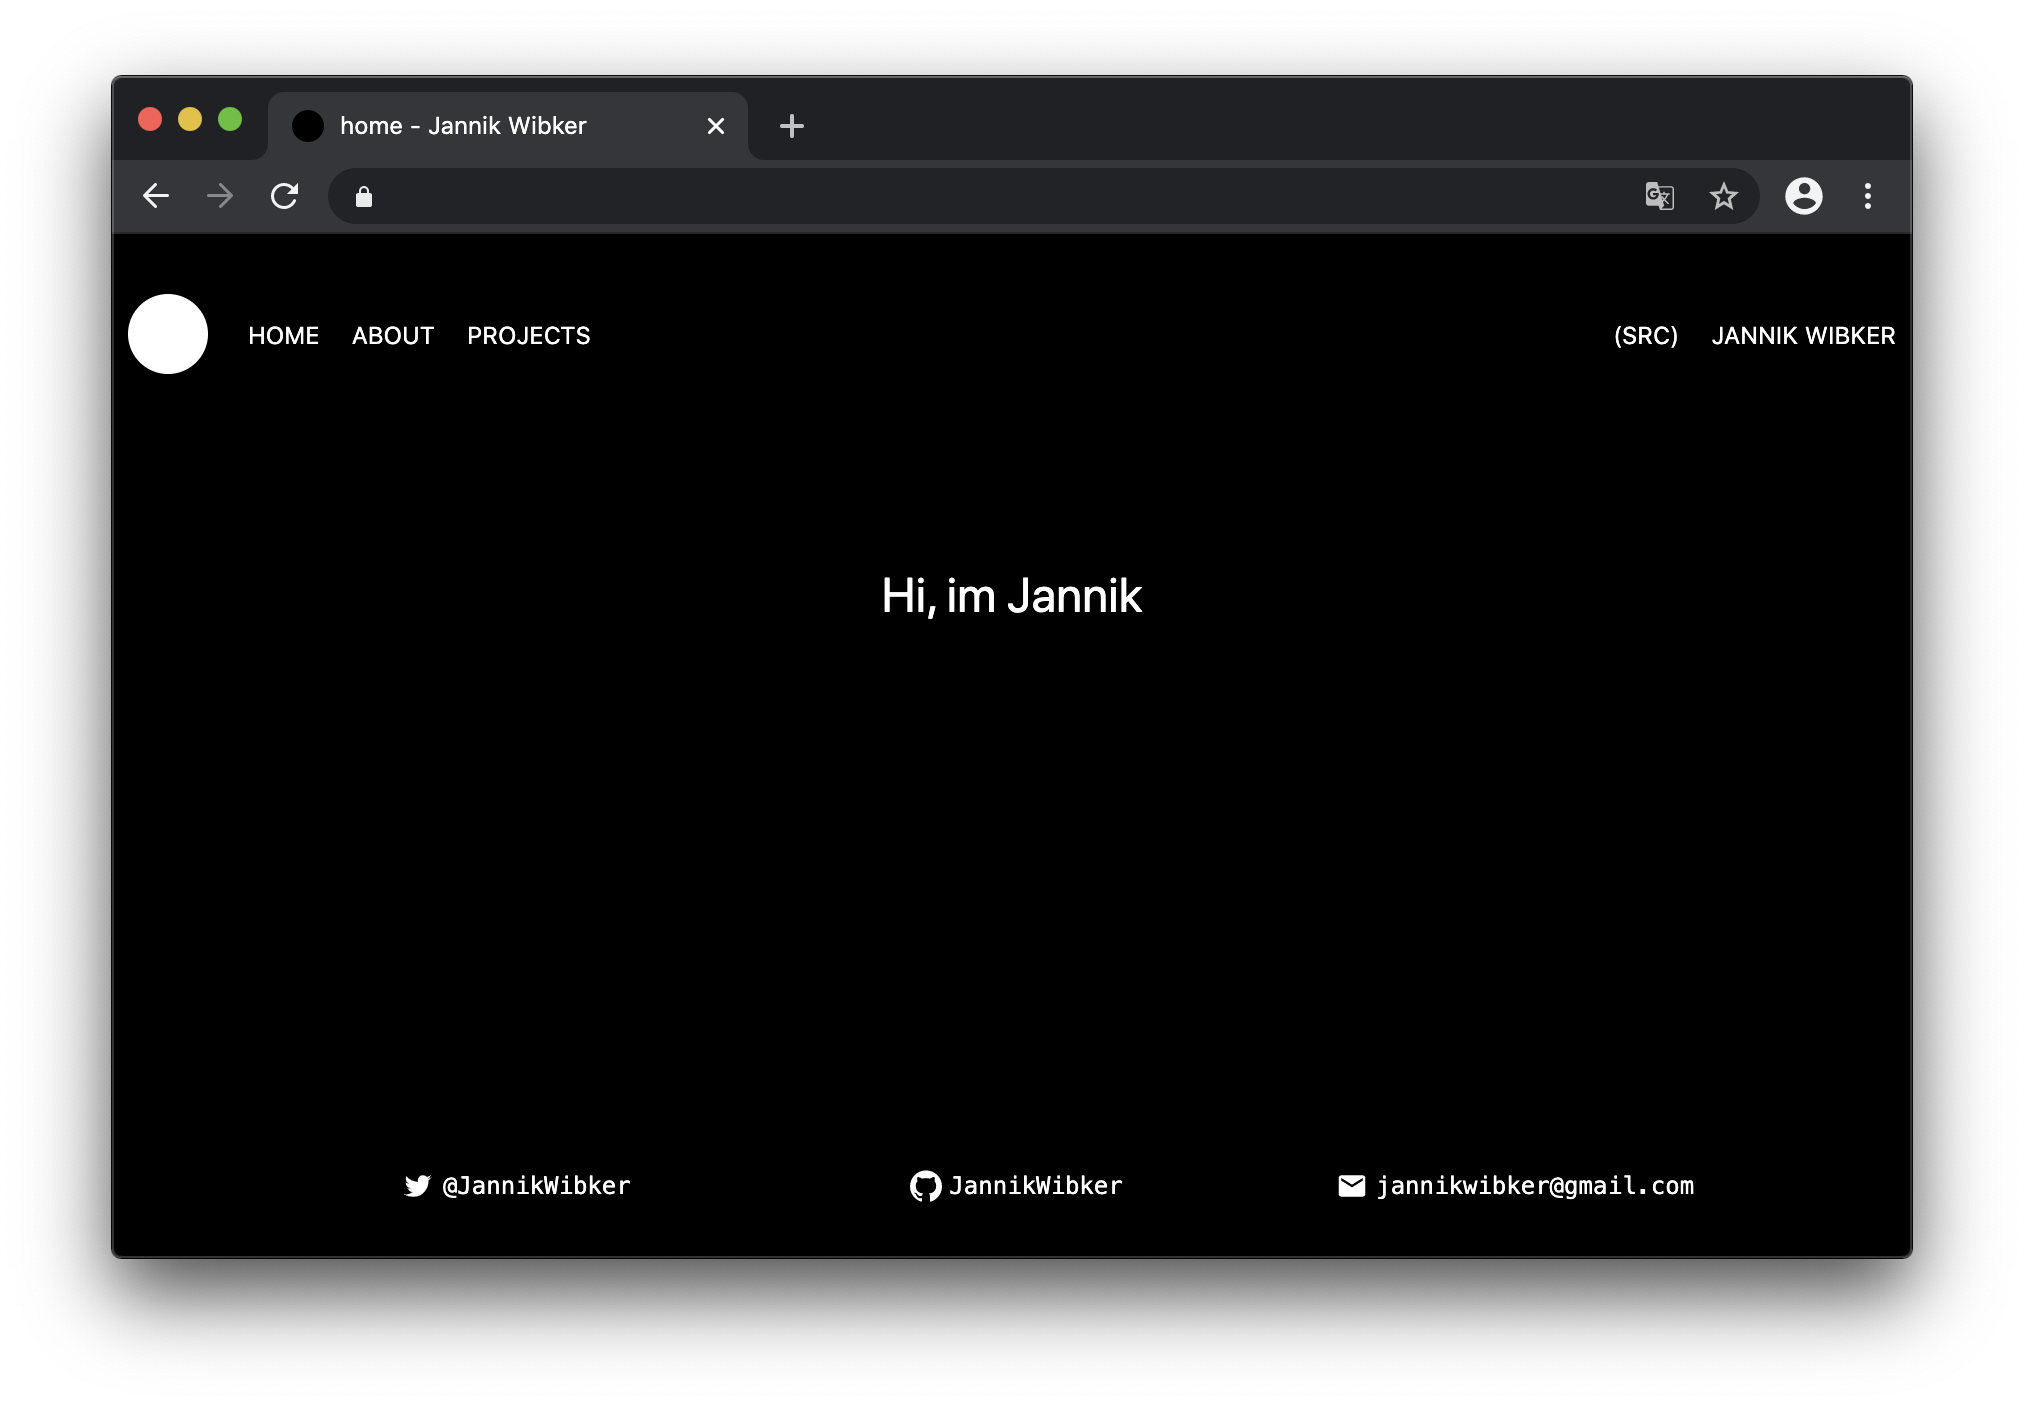 home - Jannik Wibker
HOME ABOUT PROJECTS (SRC) JANNIK WIBKER
Hi, im Jannik
@JannikWibker JannikWibker jannikwibker@gmail.com